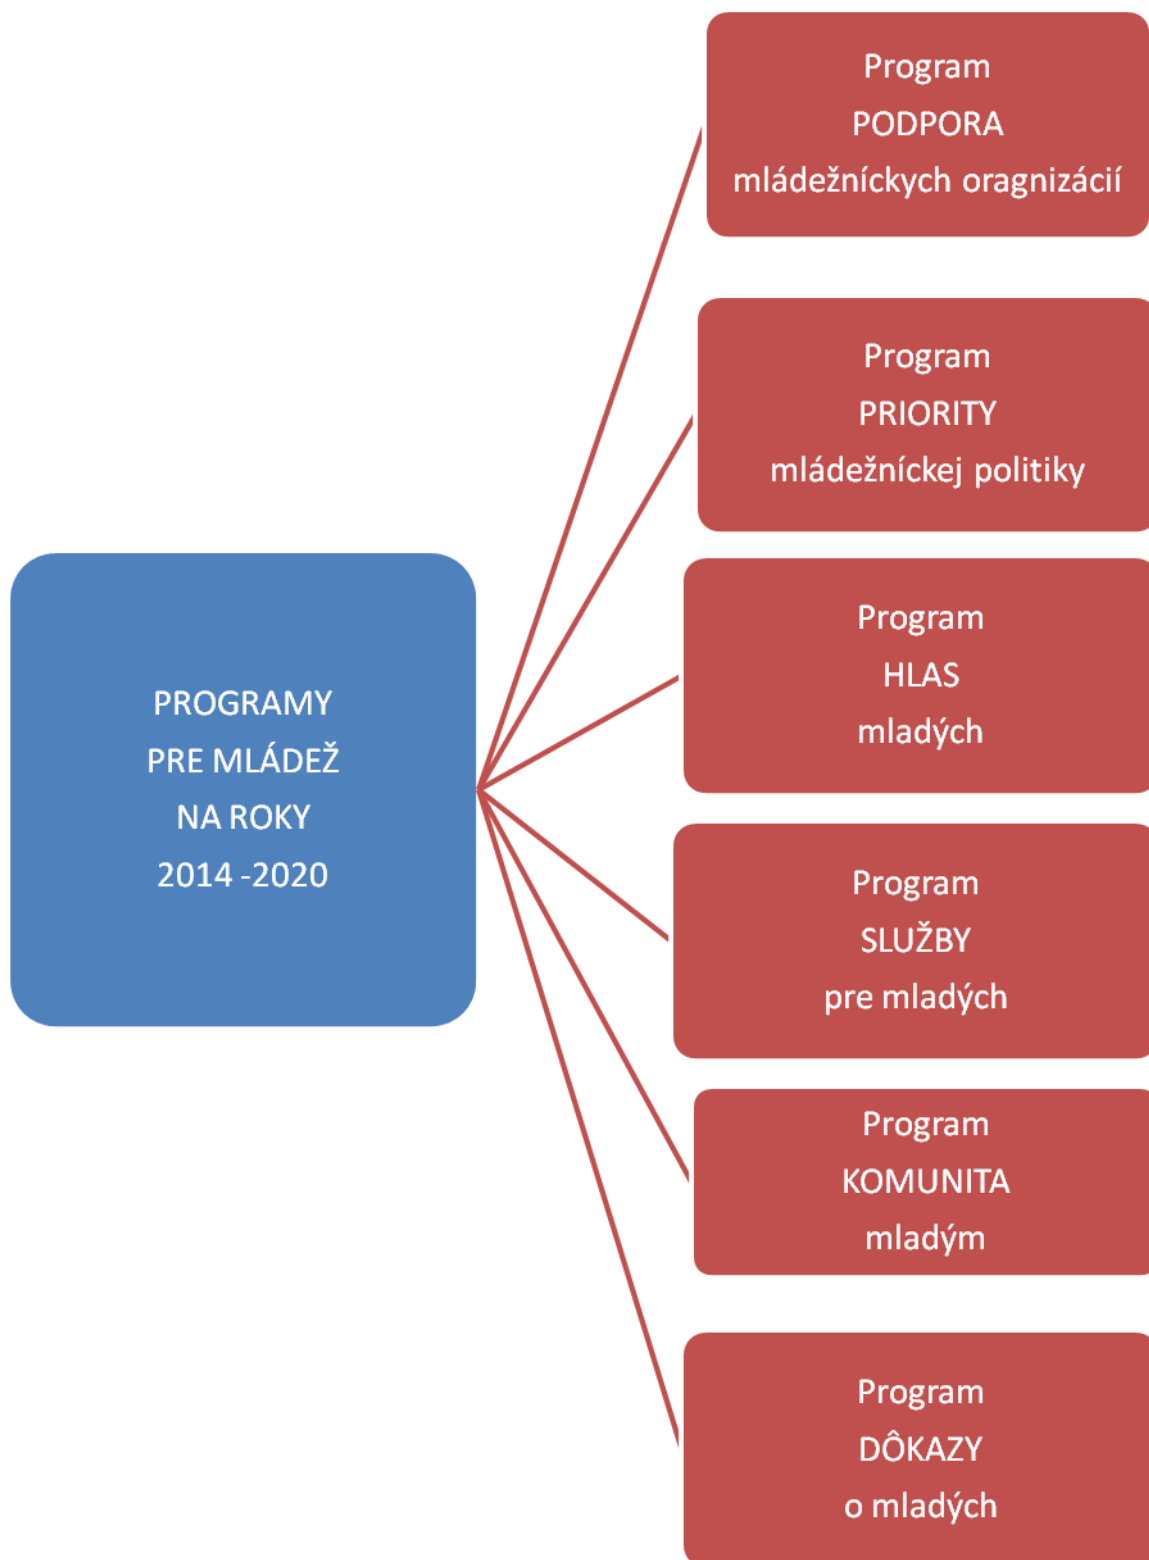 Program
PODPORA
mládežníckych oragnizácií
Program
PRIORITY
mládežníckej politiky
Program
HLAS
mladých
PROGRAMY
PRE MLÁDEŽ
NA ROKY
2014 -2020
Program
SLUŽBY
pre mladých
Program
KOMUNITA
mladým
Program
DÔKAZY
o mladých